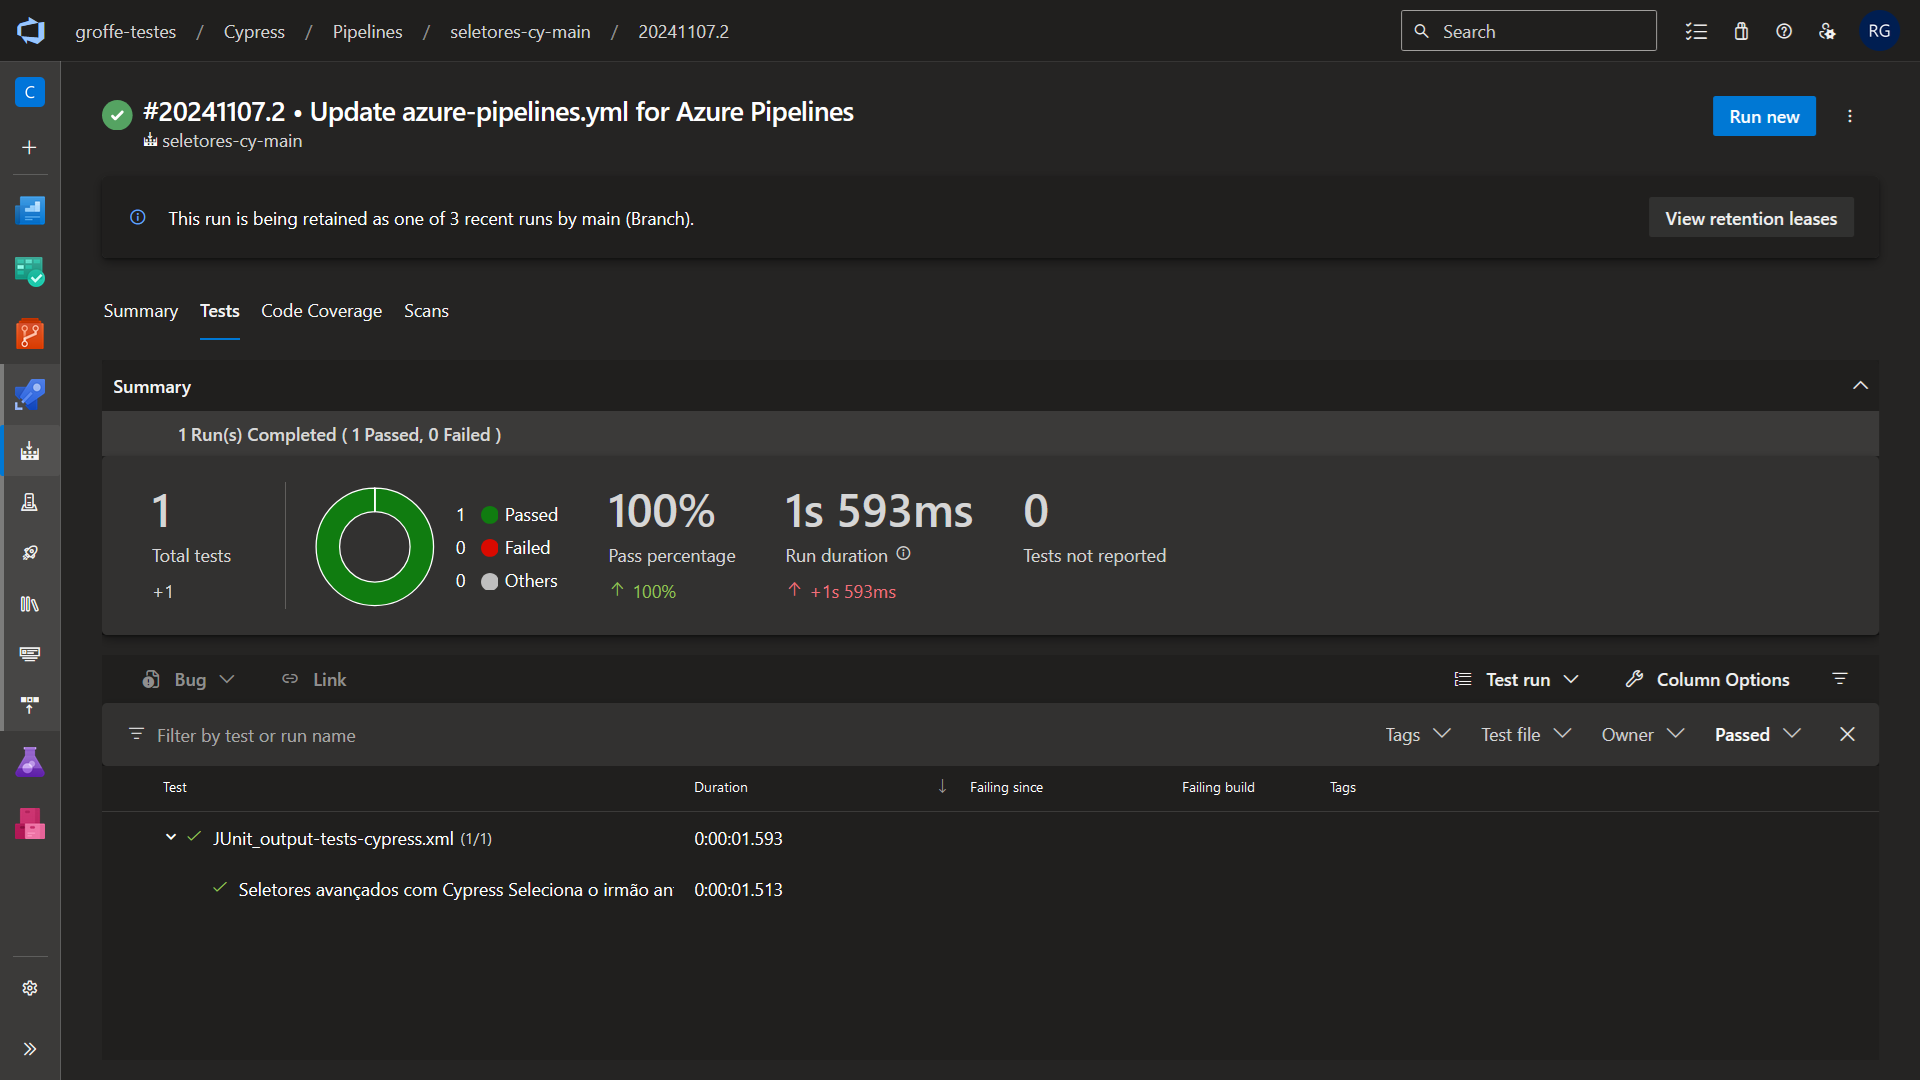 groffe-testes / Cypress / Pipelines / seletores-cy-main / 20241107.2
Search
RG
C
#20241107.2 • Update azure-pipelines.yml for Azure Pipelines
seletores-cy-main
Run new
This run is being retained as one of 3 recent runs by main (Branch).
View retention leases
Summary Tests Code Coverage Scans
Summary
1 Run(s) Completed ( 1 Passed, 0 Failed )
1
Total tests
+1
1 Passed
0 Failed
0 Others
100%
Pass percentage
100%
1s 593ms
Run duration
+1s 593ms
0
Tests not reported
Bug Link Test run Column Options
Filter by test or run name Tags Test file Owner Passed
Test Duration Failing since Failing build Tags
JUnit_output-tests-cypress.xml (1/1) 0:00:01.593
Seletores avançados com Cypress Seleciona o irmão 0:00:01.513